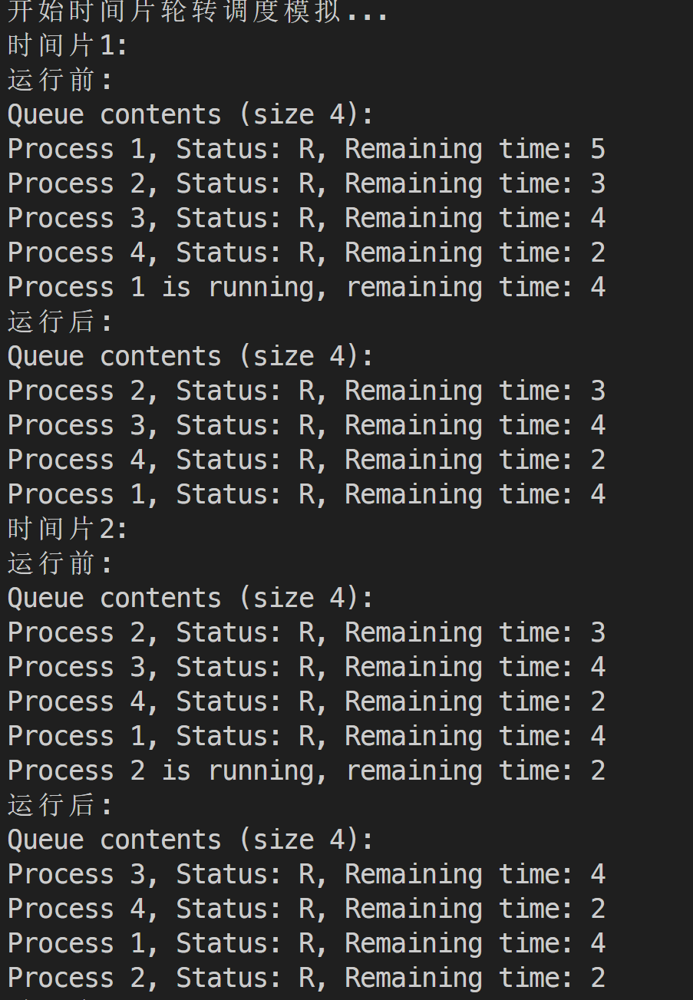 开始时间片轮转调度模拟...
时间片1:
运行前:
Queue contents (size 4):
Process 1, Status: R, Remaining time: 5
Process 2, Status: R, Remaining time: 3
Process 3, Status: R, Remaining time: 4
Process 4, Status: R, Remaining time: 2
Process 1 is running, remaining time: 4
运行后:
Queue contents (size 4):
Process 2, Status: R, Remaining time: 3
Process 3, Status: R, Remaining time: 4
Process 4, Status: R, Remaining time: 2
Process 1, Status: R, Remaining time: 4
时间片2:
运行前:
Queue contents (size 4):
Process 2, Status: R, Remaining time: 3
Process 3, Status: R, Remaining time: 4
Process 4, Status: R, Remaining time: 2
Process 1, Status: R, Remaining time: 4
Process 2 is running, remaining time: 2
运行后:
Queue contents (size 4):
Process 3, Status: R, Remaining time: 4
Process 4, Status: R, Remaining time: 2
Process 1, Status: R, Remaining time: 4
Process 2, Status: R, Remaining time: 2